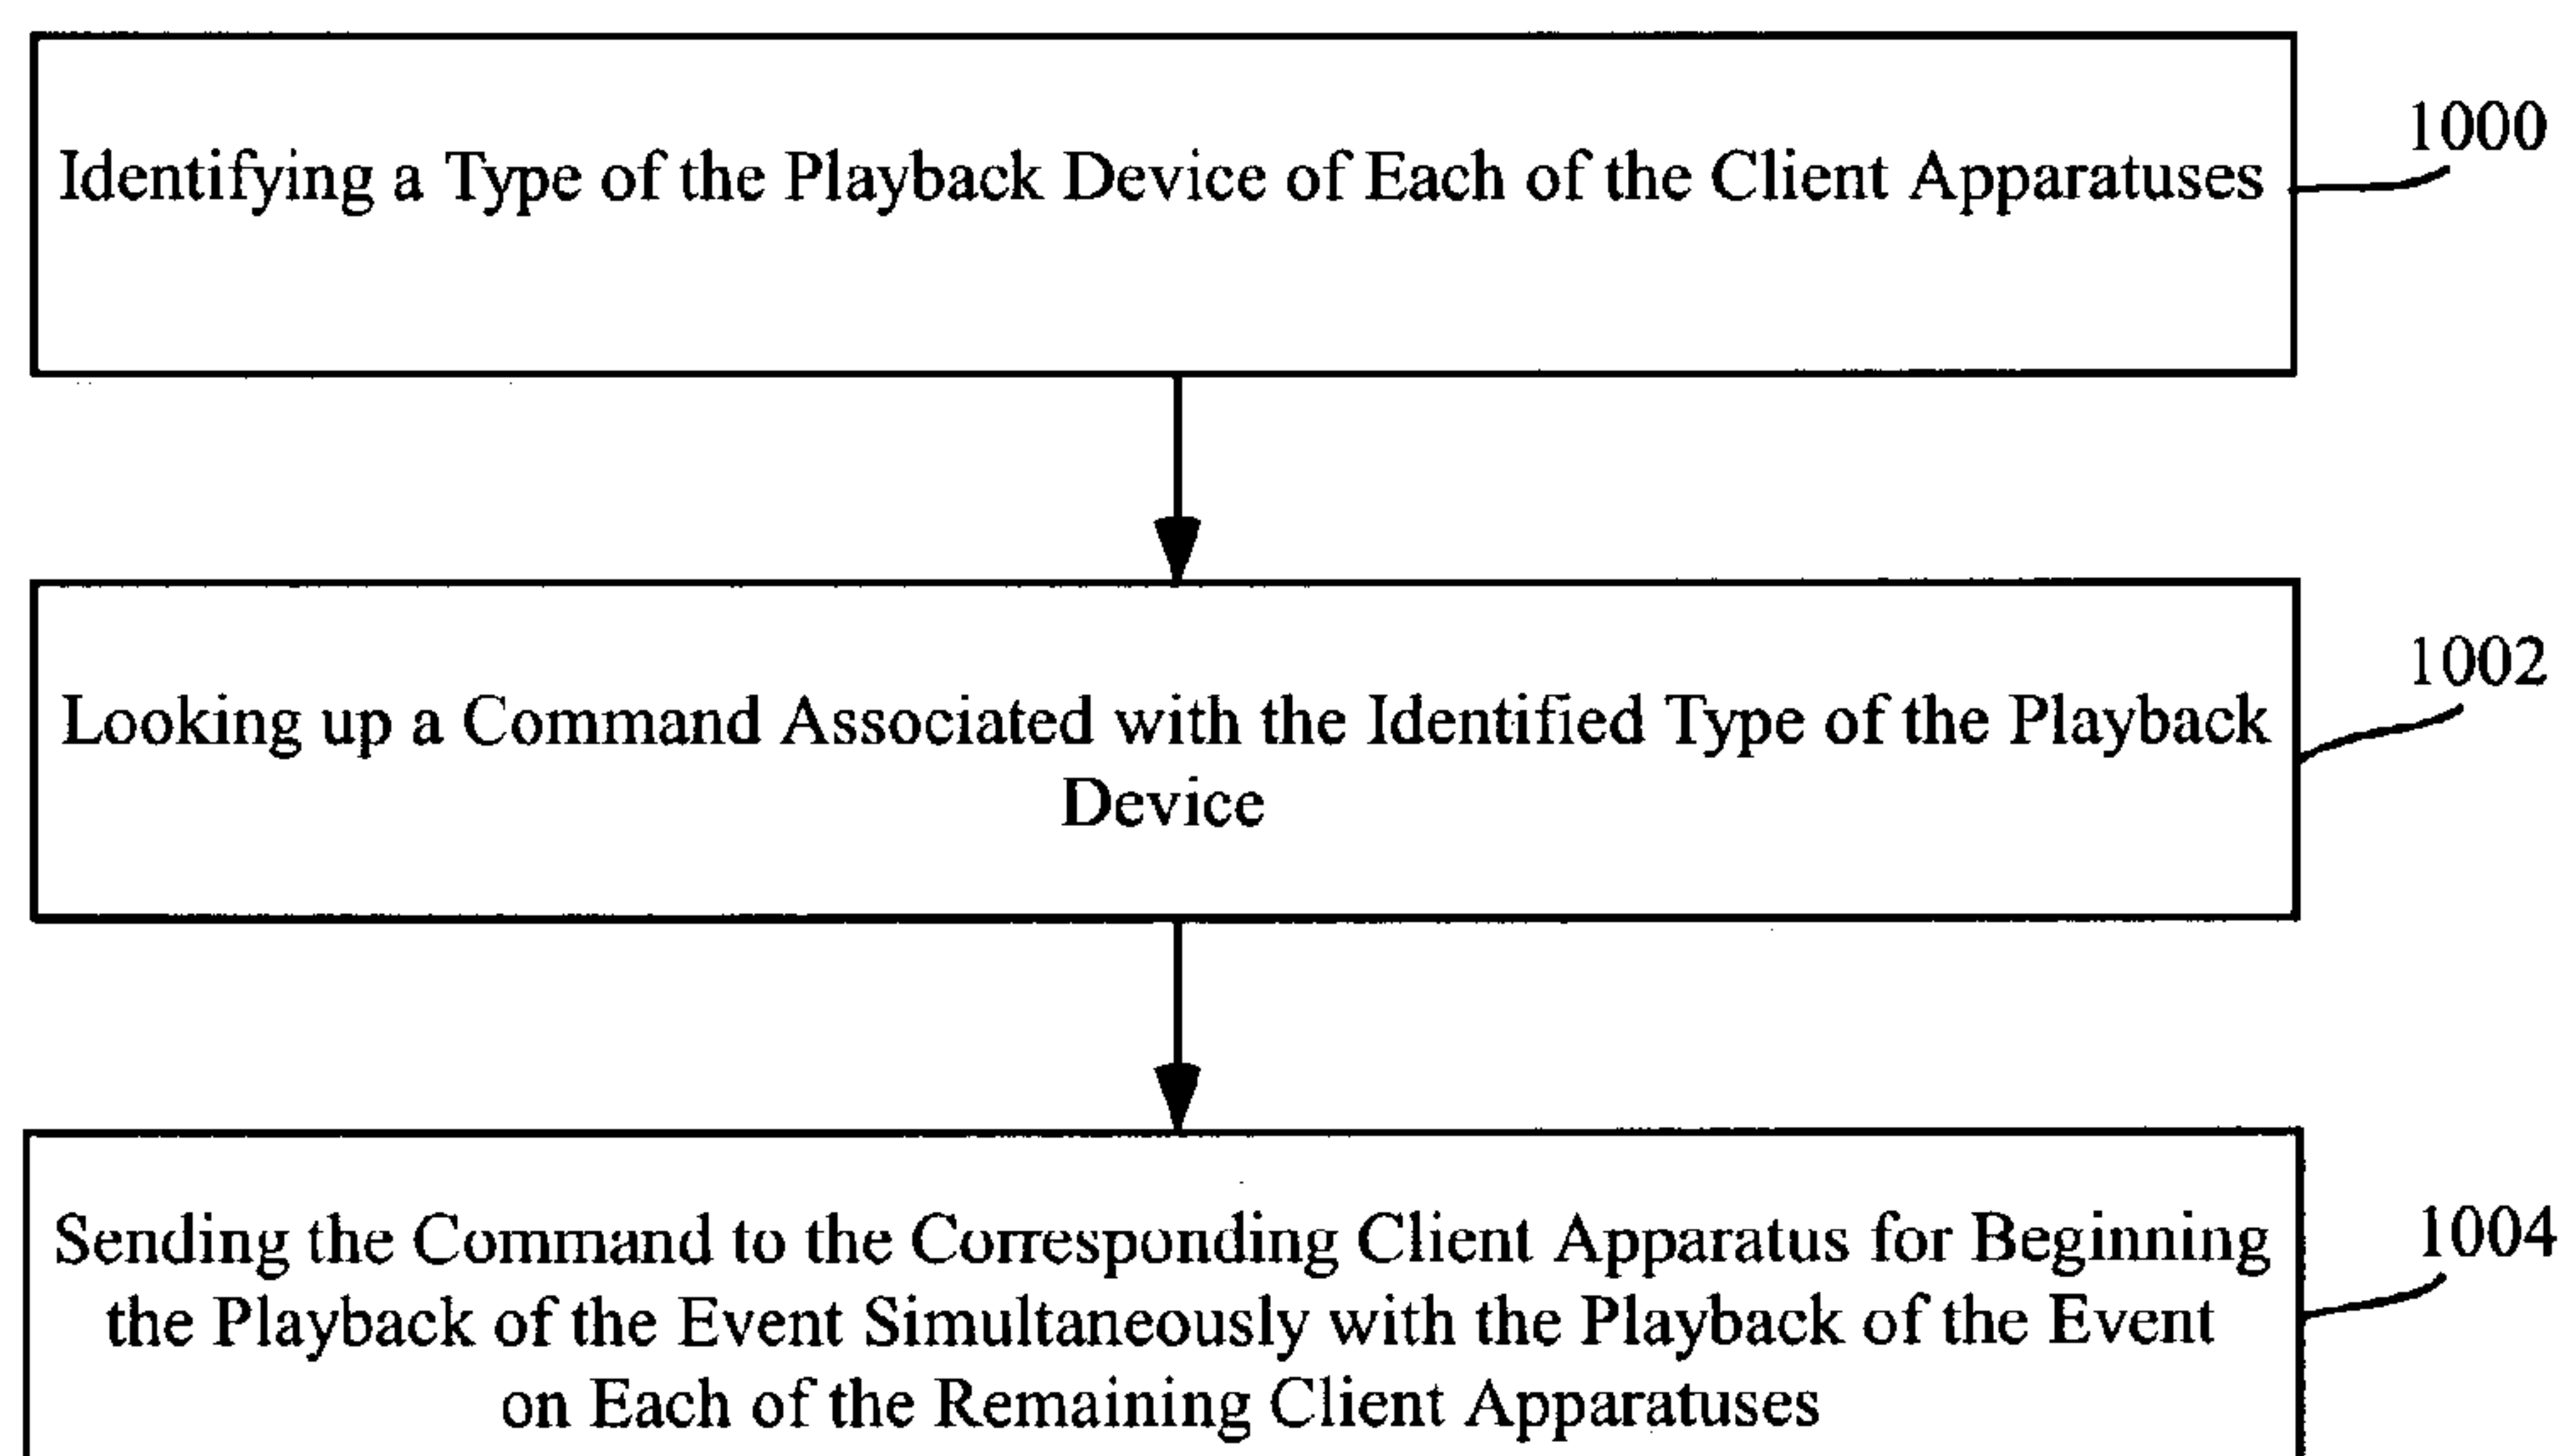 Identifying a Type of the Playback Device of Each of the Client Apparatuses
1000
Looking up a Command Associated with the Identified Type of the Playback
Device
1002
Sending the Command to the Corresponding Client Apparatus for Beginning
the Playback of the Event Simultaneously with the Playback of the Event
on Each of the Remaining Client Apparatuses
1004